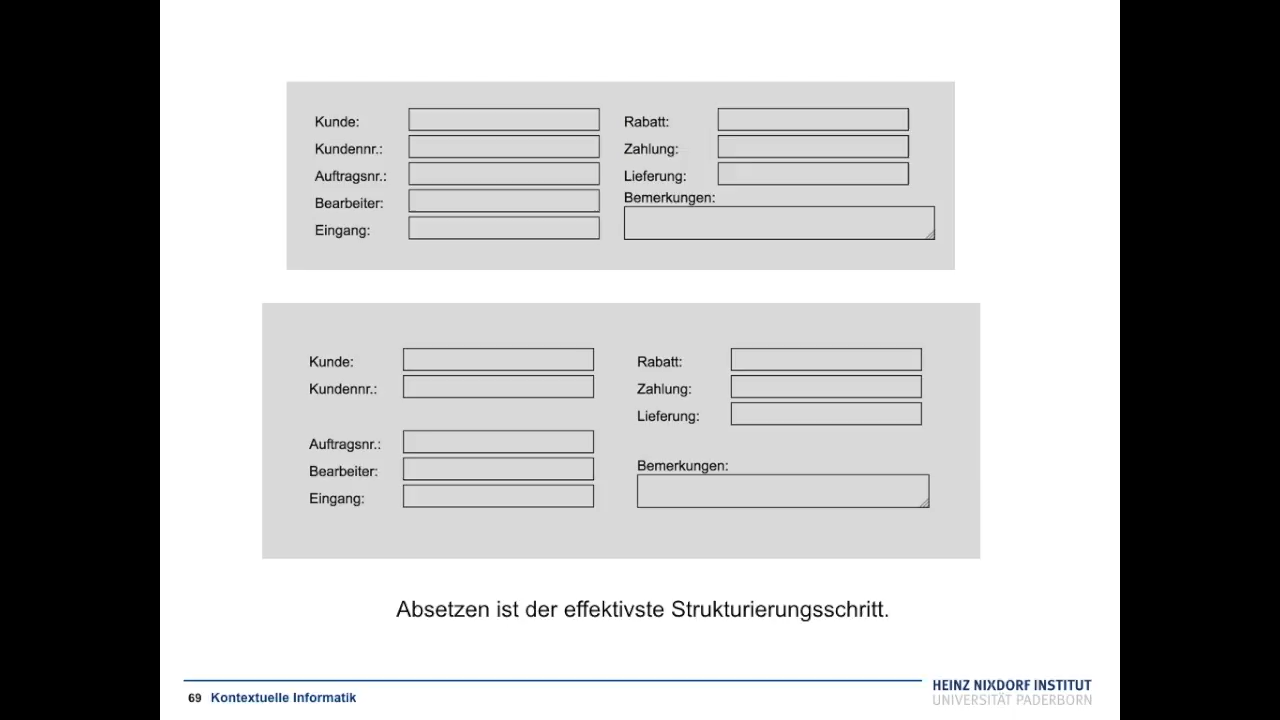 Kunde:
Kundennr.:
Auftragsnr.:
Bearbeiter:
Eingang:
Rabatt:
Zahlung:
Lieferung:
Bemerkungen:
Kunde:
Kundennr.:
Auftragsnr.:
Bearbeiter:
Eingang:
Rabatt:
Zahlung:
Lieferung:
Bemerkungen:
Absetzen ist der effektivste Strukturierungsschritt.
69 Kontextuelle Informatik
HEINZ NIXDORF INSTITUT
UNIVERSITÄT PADERBORN